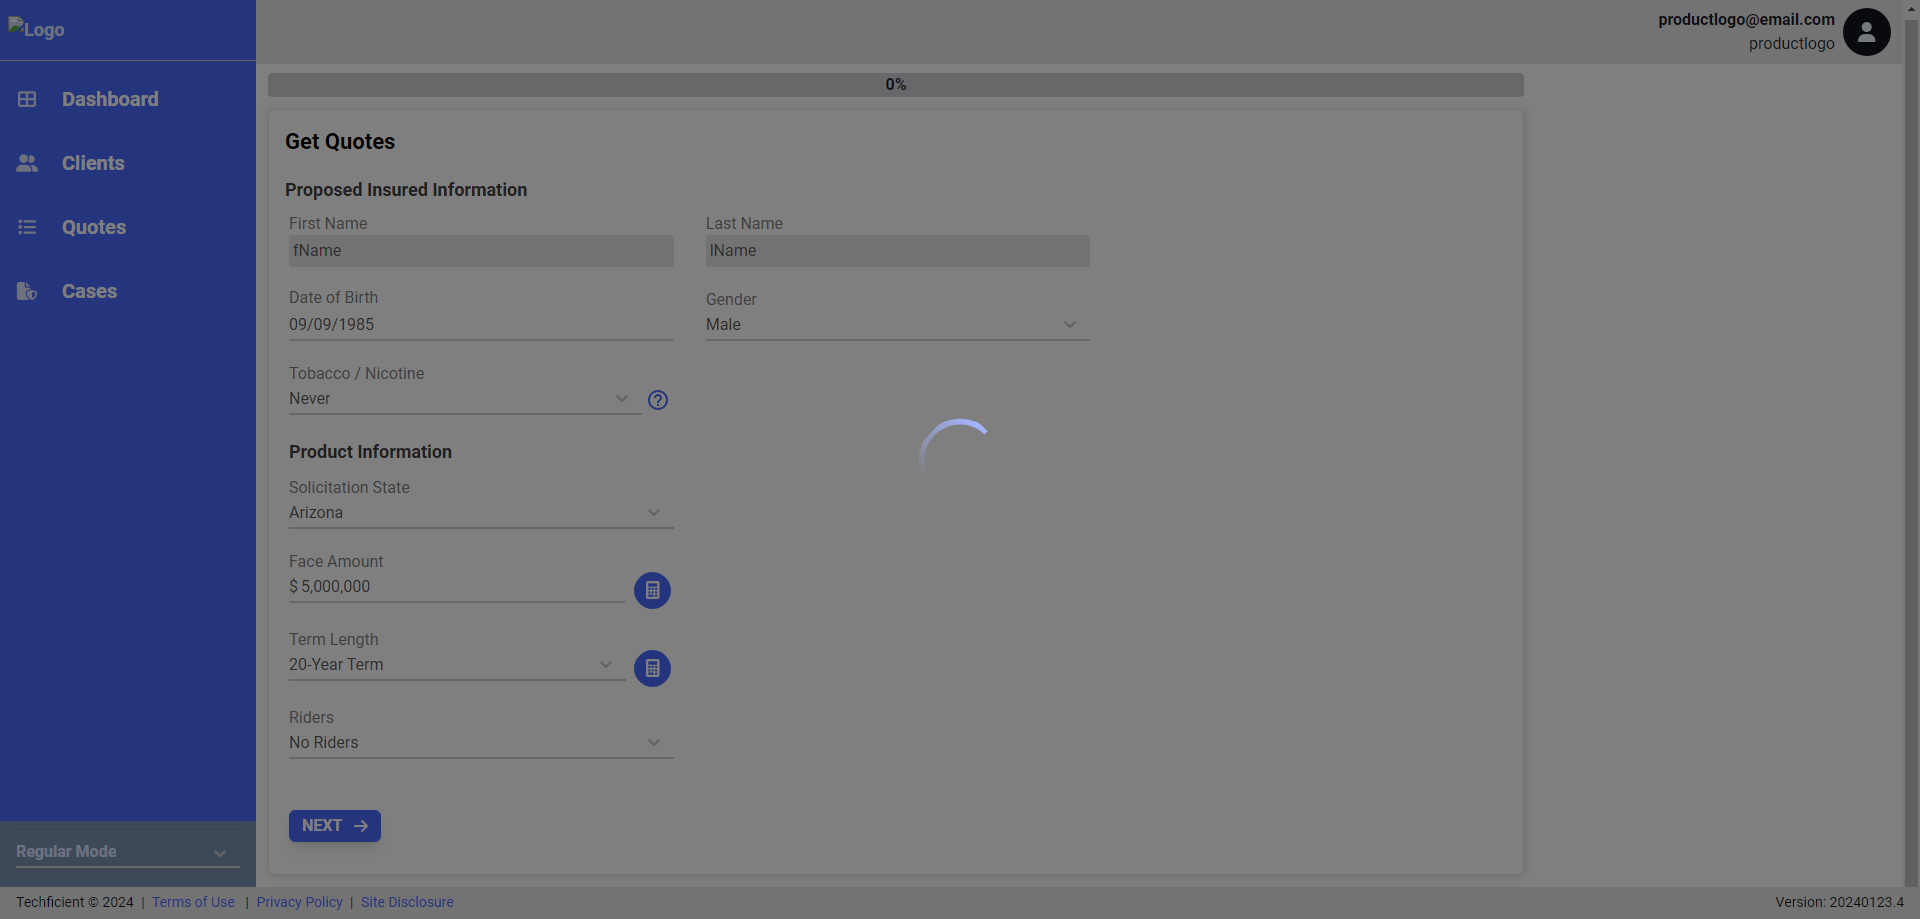 Logo
productlogo@email.com
productlogo
Dashboard
Clients
Quotes
Cases
0%
Get Quotes
Proposed Insured Information
First Name
Last Name
fName
lName
Date of Birth
Gender
09/09/1985
Male
Tobacco / Nicotine
Never
Product Information
Solicitation State
Arizona
Face Amount
$ 5,000,000
Term Length
20-Year Term
Riders
No Riders
NEXT
Regular Mode
Techficient © 2024 | Terms of Use | Privacy Policy | Site Disclosure
Version: 20240123.4